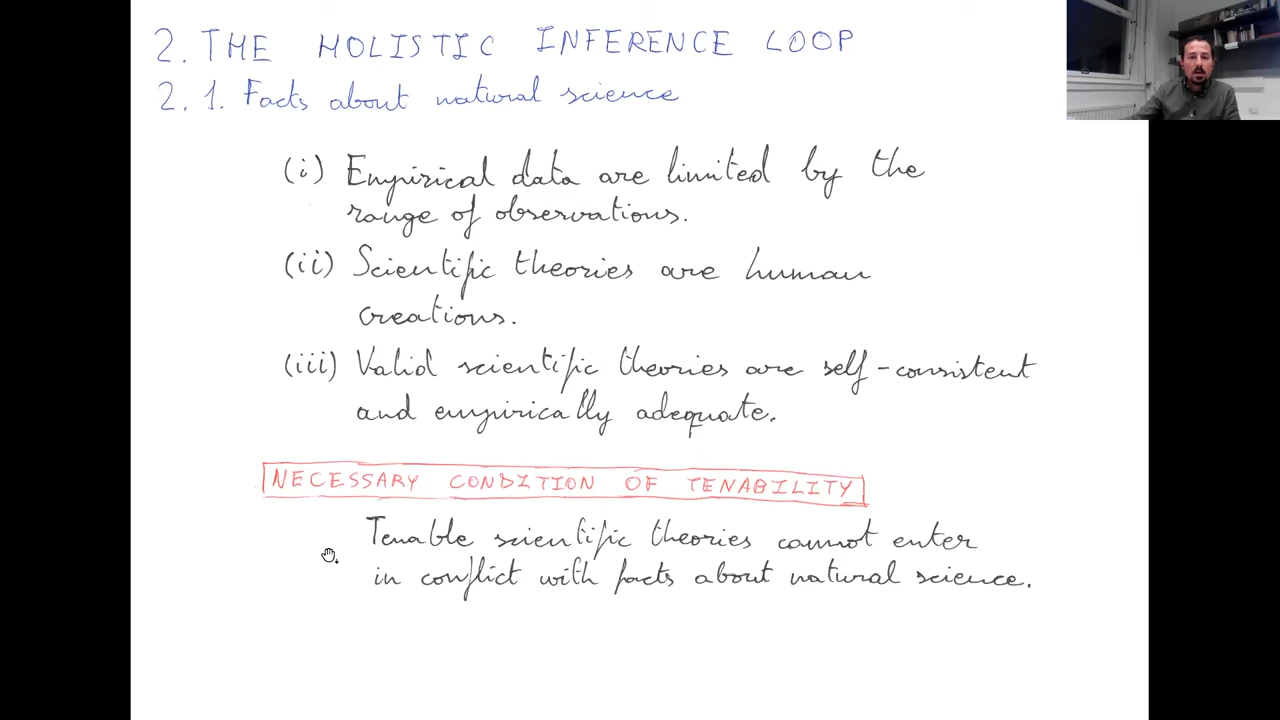 2. THE HOLISTIC INFERENCE LOOP
2.1. Facts about natural science
(i) Empirical data are limited by the
range of observations.
(ii) Scientific theories are human
creations.
(iii) Valid scientific theories are self-consistent
and empirically adequate.
NECESSARY CONDITION OF TENABILITY
Tenable scientific theories cannot enter
in conflict with facts about natural science.